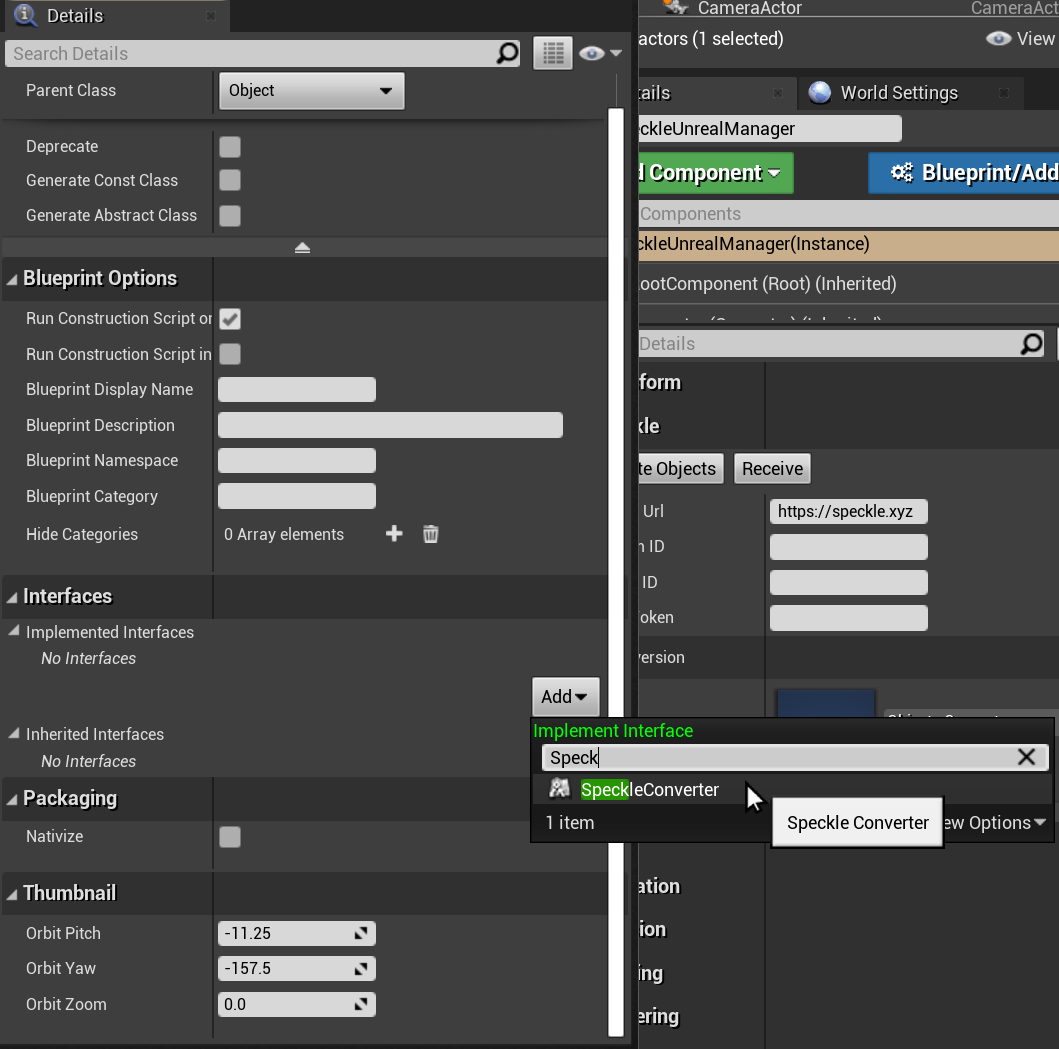 Details
Search Details
Parent Class
Object
Deprecate
Generate Const Class
Generate Abstract Class
Blueprint Options
Run Construction Script or
Run Construction Script in
Blueprint Display Name
Blueprint Description
Blueprint Namespace
Blueprint Category
Hide Categories
0 Array elements
Interfaces
Implemented Interfaces
No Interfaces
Add
Inherited Interfaces
No Interfaces
Packaging
Nativize
Thumbnail
Orbit Pitch
-11.25
Orbit Yaw
-157.5
Orbit Zoom
0.0
CameraActor
CameraAct
actors (1 selected)
View
tails
World Settings
eckleUnrealManager
d Component
Blueprint/Add
Components
ckleUnrealManager(Instance)
ootComponent (Root) (Inherited)
Details
form
kle
te Objects
Receive
Url
https://speckle.xyz
n ID
ID
oken
version
Implement Interface
Speck
SpeckleConverter
1 item
Speckle Converter
ew Options
ation
ion
ing
ering